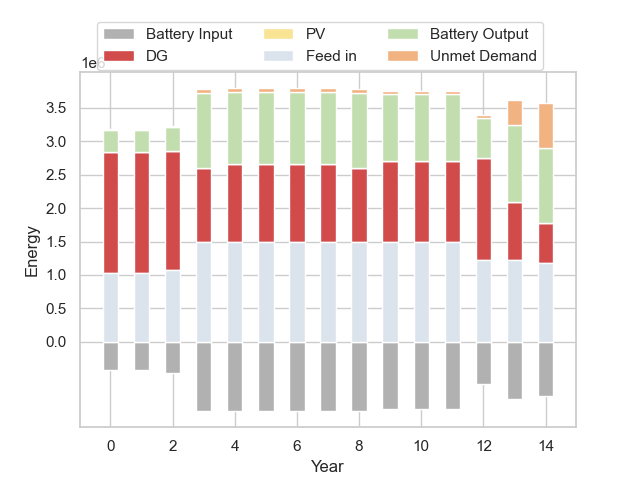 Battery Input PV Battery Output
DG Feed in Unmet Demand
1e6
3.5
3.0
2.5
2.0
1.5
1.0
0.5
0.0
Energy
0 2 4 6 8 10 12 14
Year